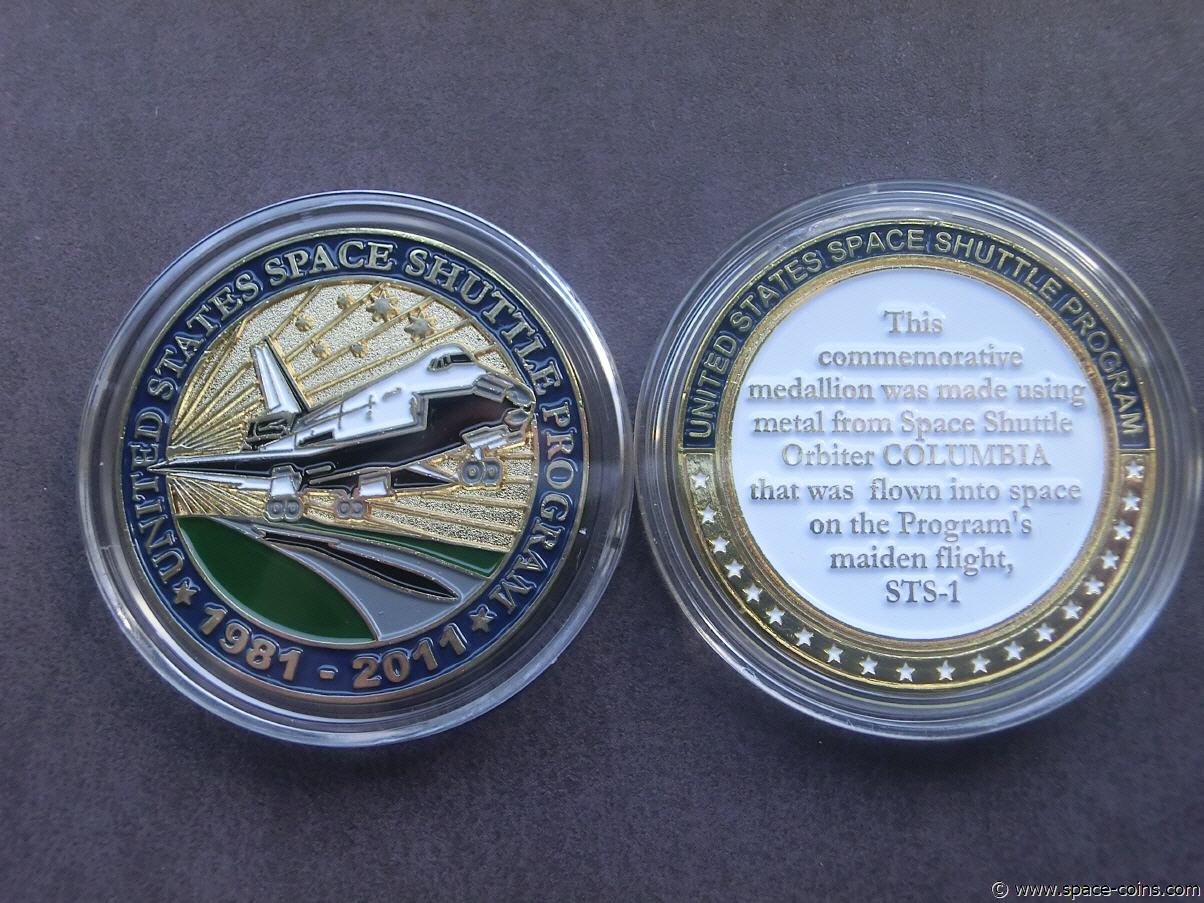 UNITED STATES SPACE SHUTTLE PROGRAM
1981 - 2011
UNITED STATES SPACE SHUTTLE PROGRAM
This
commemorative
medallion was made using
metal from Space Shuttle
Orbiter COLUMBIA
that was flown into space
on the Program's
maiden flight,
STS-1
© www.space-coins.com